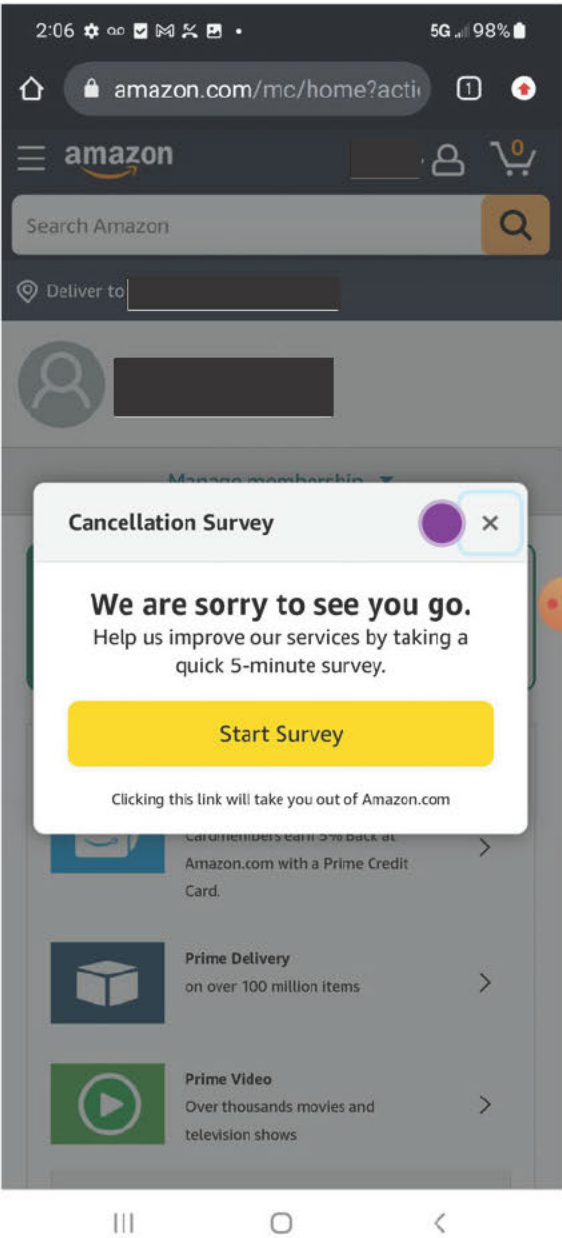 2:06 5G 98%
amazon.com/mc/home?acti 1
amazon 0
Search Amazon
Deliver to
Manage membership
Cancellation Survey ×
We are sorry to see you go.
Help us improve our services by taking a
quick 5-minute survey.
Start Survey
Clicking this link will take you out of Amazon.com
Cardmembers earn 5% Back at
Amazon.com with a Prime Credit
Card.
Prime Delivery
on over 100 million items
Prime Video
Over thousands movies and
television shows